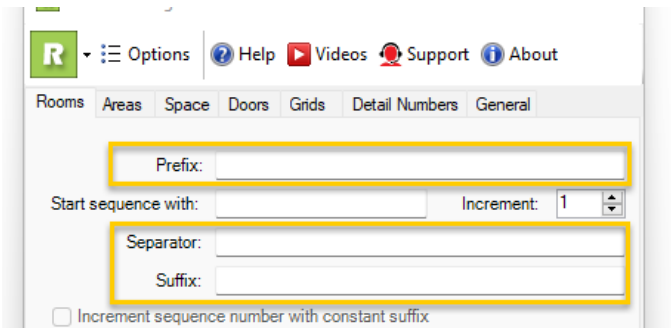 R Options Help Videos Support About
Rooms Areas Space Doors Grids Detail Numbers General
Prefix:
Start sequence with: Increment: 1
Separator:
Suffix:
Increment sequence number with constant suffix